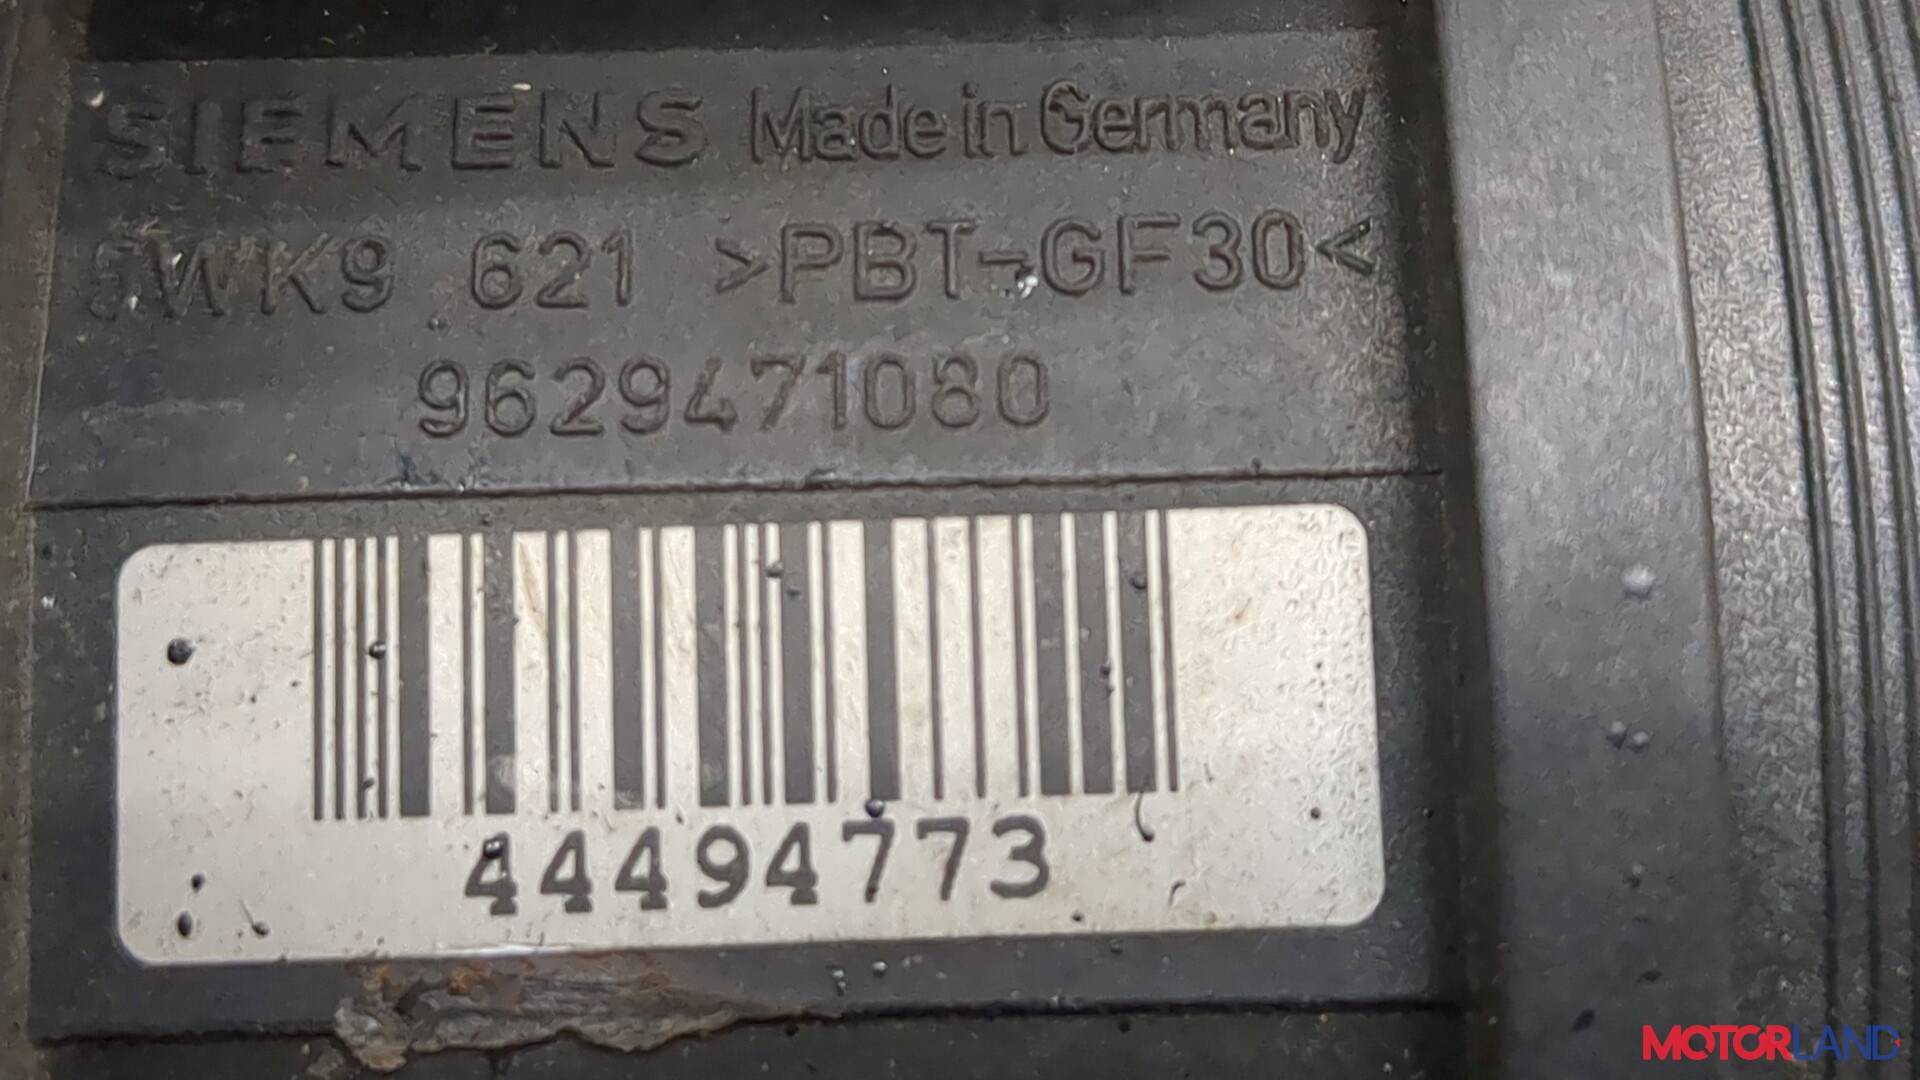 SIEMENS Made in Germany
5WK9 621 >PBT-GF30<
9629471080
44494773
MOTORLAND